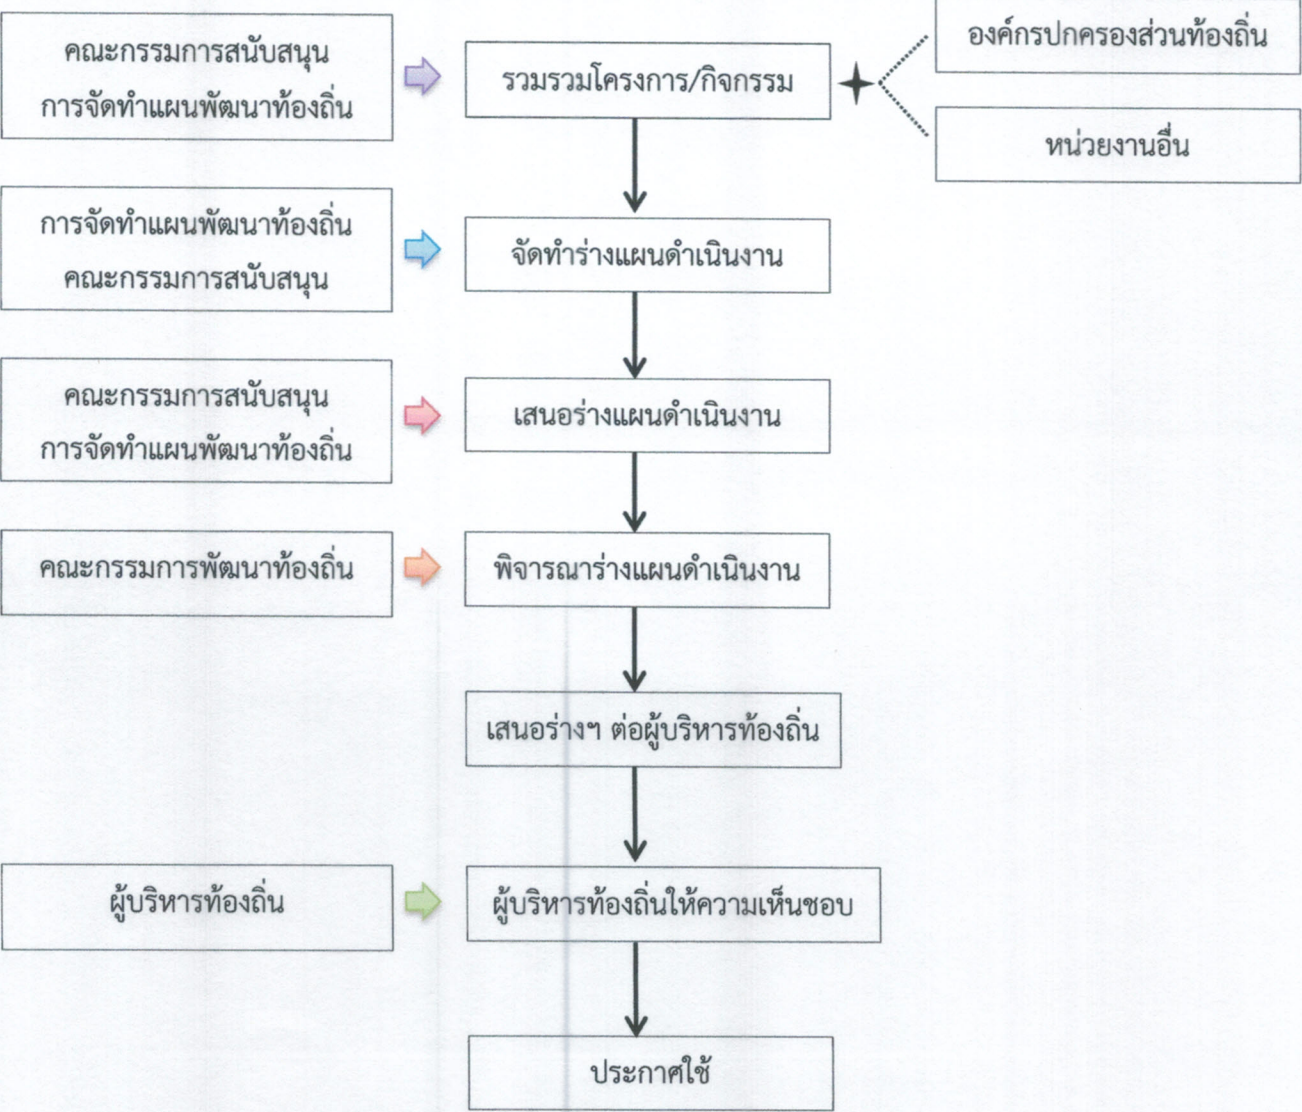 คณะกรรมการสนับสนุน
การจัดทำแผนพัฒนาท้องถิ่น
รวมรวมโครงการ/กิจกรรม
องค์กรปกครองส่วนท้องถิ่น
หน่วยงานอื่น
การจัดทำแผนพัฒนาท้องถิ่น
คณะกรรมการสนับสนุน
จัดทำร่างแผนดำเนินงาน
คณะกรรมการสนับสนุน
การจัดทำแผนพัฒนาท้องถิ่น
เสนอร่างแผนดำเนินงาน
คณะกรรมการพัฒนาท้องถิ่น
พิจารณาร่างแผนดำเนินงาน
เสนอร่างฯ ต่อผู้บริหารท้องถิ่น
ผู้บริหารท้องถิ่น
ผู้บริหารท้องถิ่นให้ความเห็นชอบ
ประกาศใช้